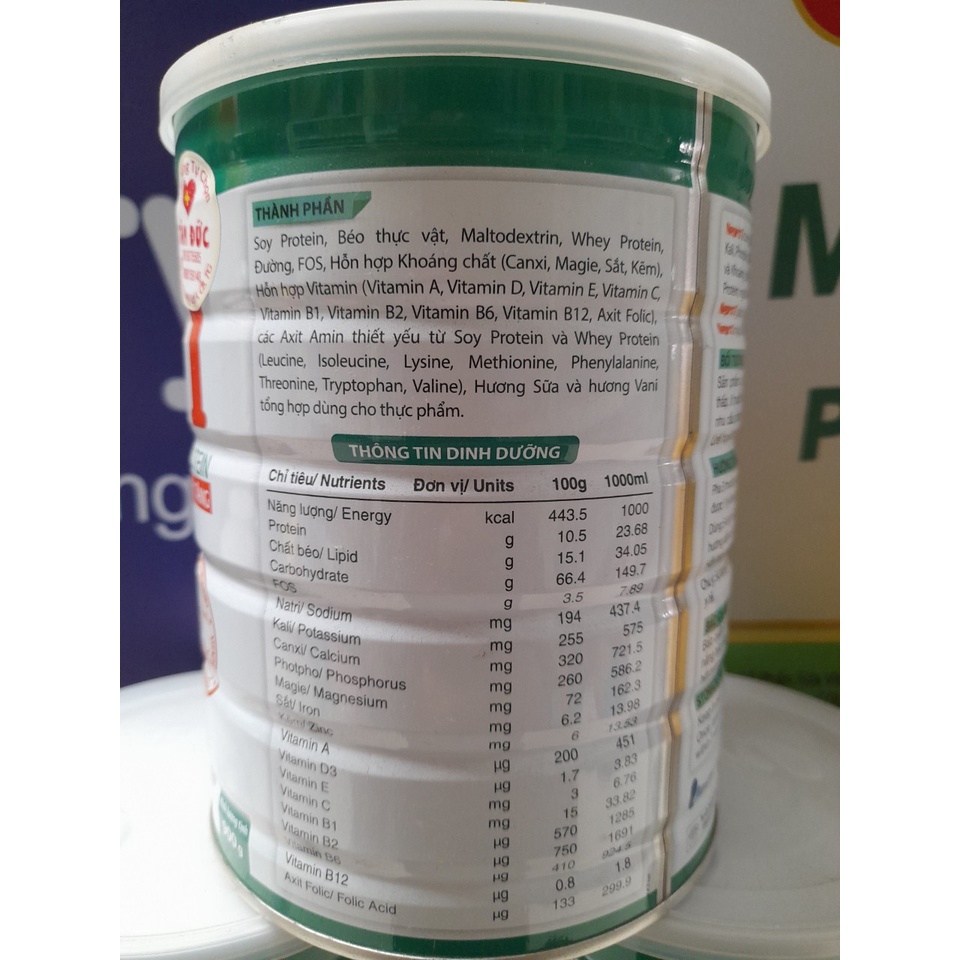 THÀNH PHẦN
Soy Protein, Béo thực vật, Maltodextrin, Whey Protein,
Đường, FOS, Hỗn hợp Khoáng chất (Canxi, Magie, Sắt, Kẽm),
Hỗn hợp Vitamin (Vitamin A, Vitamin D, Vitamin E, Vitamin C,
Vitamin B1, Vitamin B2, Vitamin B6, Vitamin B12, Axit Folic),
các Axit Amin thiết yếu từ Soy Protein và Whey Protein
(Leucine, Isoleucine, Lysine, Methionine, Phenylalanine,
Threonine, Tryptophan, Valine), Hương Sữa và hương Vani
tổng hợp dùng cho thực phẩm.
THÔNG TIN DINH DƯỠNG
Chỉ tiêu/ Nutrients Đơn vị/ Units 100g 1000ml
Năng lượng/ Energy kcal 443.5 1000
Protein g 10.5 23.68
Chất béo/ Lipid g 15.1 34.05
Carbohydrate g 66.4 149.7
FOS g 3.5 7.89
Natri/ Sodium mg 194 437.4
Kali/ Potassium mg 255 575
Canxi/ Calcium mg 320 721.5
Photpho/ Phosphorus mg 260 586.2
Magie/ Magnesium mg 72 162.3
Sắt/ Iron mg 6.2 13.98
Kẽm/ Zinc mg 6 13.53
Vitamin A µg 200 451
Vitamin D3 µg 1.7 3.83
Vitamin E mg 3 6.76
Vitamin C mg 15 33.82
Vitamin B1 µg 570 1285
Vitamin B2 µg 750 1691
Vitamin B6 µg 410 924.5
Vitamin B12 µg 0.8 1.8
Axit Folic/ Folic Acid µg 133 299.9